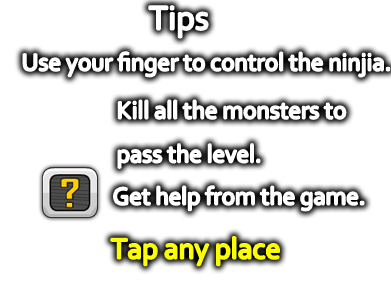 Tips
Use your finger to control the ninjia.
Kill all the monsters to
pass the level.
?
Get help from the game.
Tap any place